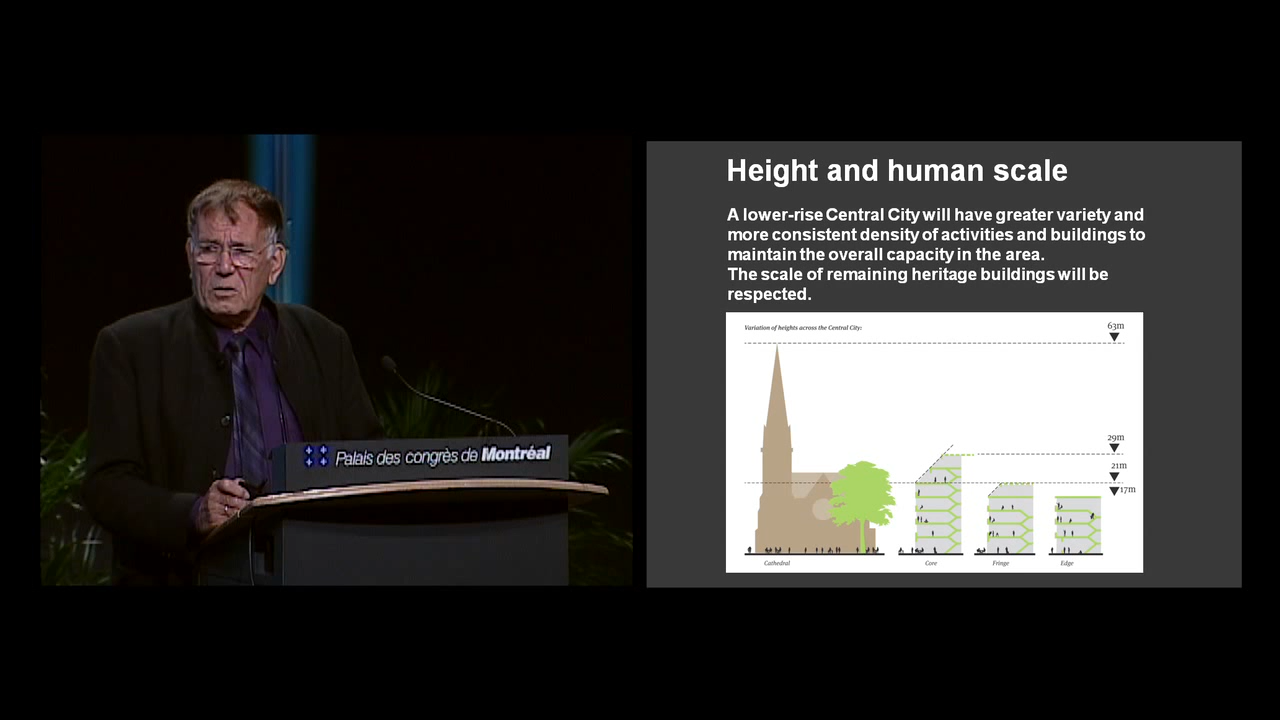 Palais des congrès de Montréal
Height and human scale
A lower-rise Central City will have greater variety and
more consistent density of activities and buildings to
maintain the overall capacity in the area.
The scale of remaining heritage buildings will be
respected.
Variation of heights across the Central City:
63m
29m
21m
17m
Cathedral
Core
Fringe
Edge